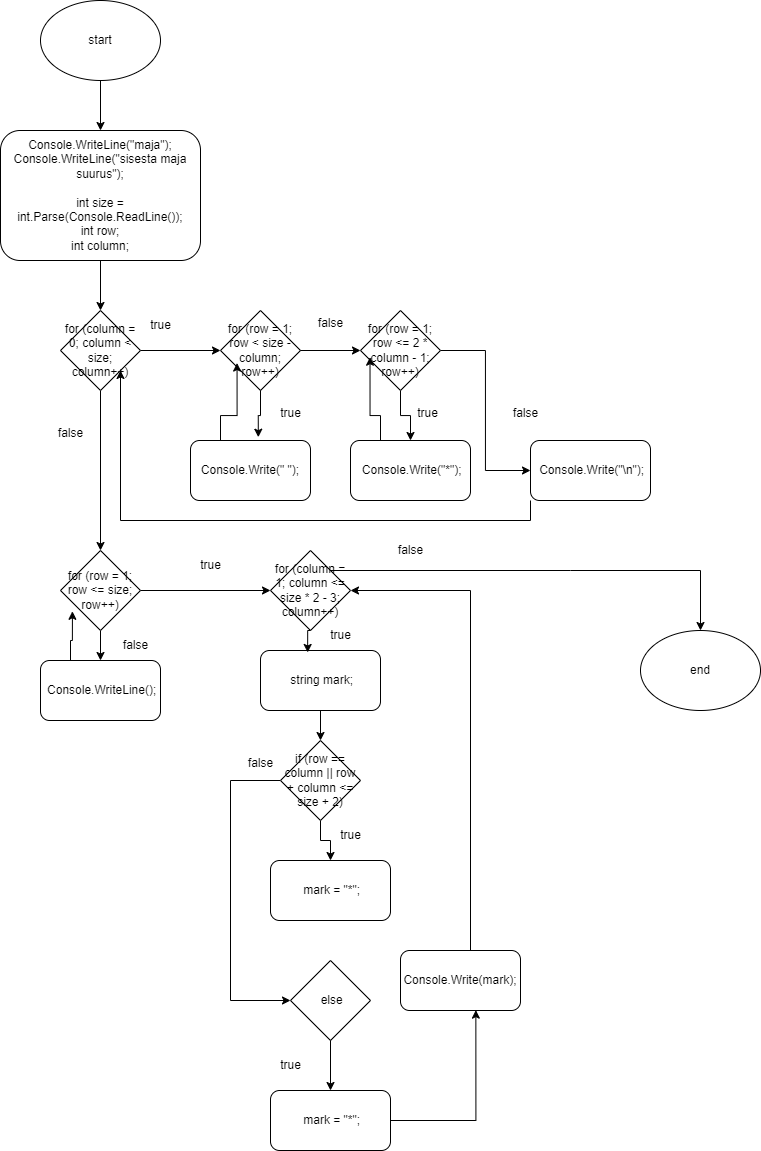 start
Console.WriteLine("maja");
Console.WriteLine("sisesta maja
suurus");
int size =
int.Parse(Console.ReadLine());
int row;
int column;
for (column =
0; column <
size;
column++)
true
for (row = 1;
row < size -
column;
row++)
false
for (row = 1;
row <= 2 *
column - 1;
row++)
true
true
false
false
Console.Write(" ");
Console.Write("*");
Console.Write("\n");
for (row = 1;
row <= size;
row++)
true
for (column =
1; column <=
size * 2 - 3;
column++)
false
false
true
Console.WriteLine();
string mark;
end
false
if (row ==
column || row
+ column <=
size + 2)
true
mark = "*";
Console.Write(mark);
else
true
mark = "*";